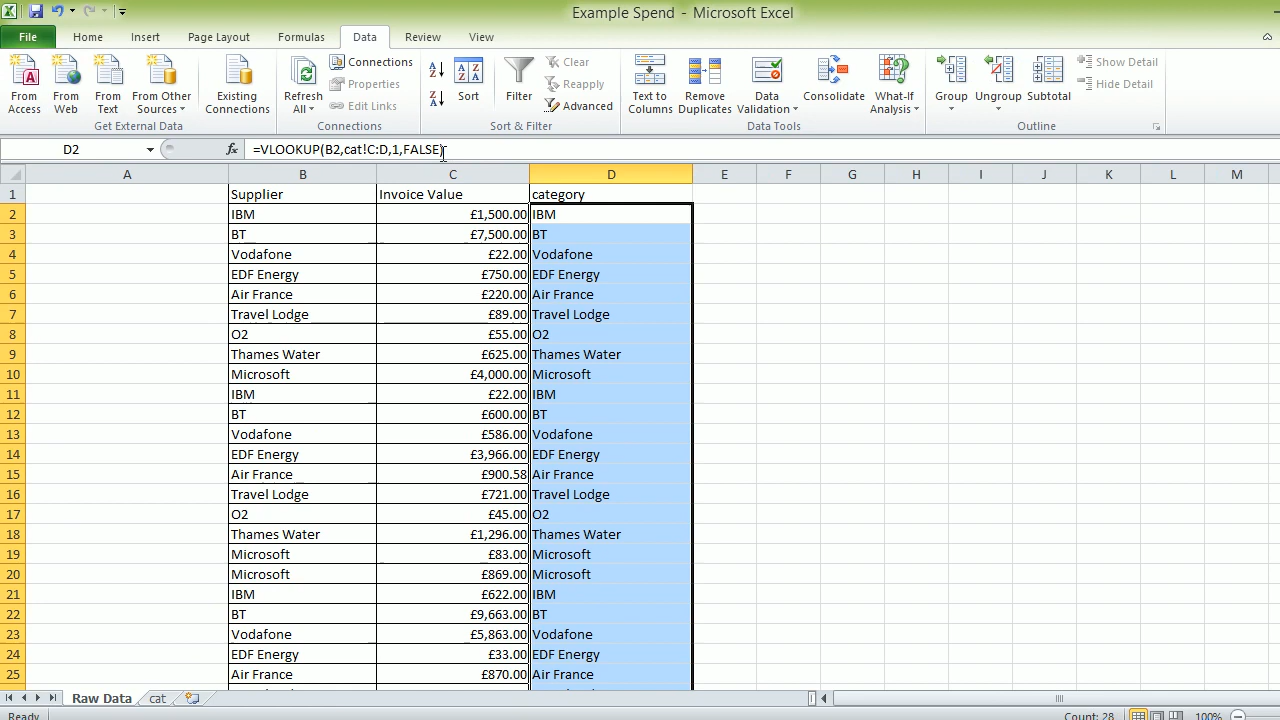 Example Spend - Microsoft Excel
File Home Insert Page Layout Formulas Data Review View
From Access
From Web
From Text
From Other Sources
Existing Connections
Get External Data
Refresh All
Connections
Properties
Edit Links
Connections
Sort
Filter
Clear
Reapply
Advanced
Sort & Filter
Text to Columns
Remove Duplicates
Data Validation
Consolidate
What-If Analysis
Data Tools
Group
Ungroup
Subtotal
Show Detail
Hide Detail
Outline
D2 fx =VLOOKUP(B2,cat!C:D,1,FALSE)
A B C D E F G H I J K L M
1 Supplier Invoice Value category
2 IBM £1,500.00 IBM
3 BT £7,500.00 BT
4 Vodafone £22.00 Vodafone
5 EDF Energy £750.00 EDF Energy
6 Air France £220.00 Air France
7 Travel Lodge £89.00 Travel Lodge
8 O2 £55.00 O2
9 Thames Water £625.00 Thames Water
10 Microsoft £4,000.00 Microsoft
11 IBM £22.00 IBM
12 BT £600.00 BT
13 Vodafone £586.00 Vodafone
14 EDF Energy £3,966.00 EDF Energy
15 Air France £900.58 Air France
16 Travel Lodge £721.00 Travel Lodge
17 O2 £45.00 O2
18 Thames Water £1,296.00 Thames Water
19 Microsoft £83.00 Microsoft
20 Microsoft £869.00 Microsoft
21 IBM £622.00 IBM
22 BT £9,663.00 BT
23 Vodafone £5,863.00 Vodafone
24 EDF Energy £33.00 EDF Energy
25 Air France £870.00 Air France
Raw Data cat
Ready Count: 28 100%